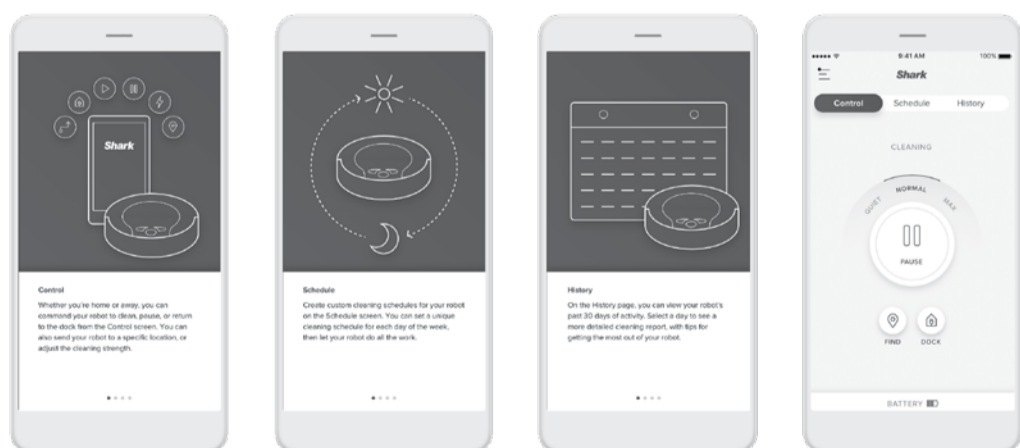 Shark
Control
Whether you're home or away, you can
command your robot to clean, pause, or return
to the dock from the Control screen. You can
also send your robot to a specific location, or
adjust the cleaning strength.
Schedule
Create custom cleaning schedules for your robot
on the Schedule screen. You can set a unique
cleaning schedule for each day of the week,
then let your robot do all the work.
History
On the History page, you can view your robot's
past 30 days of activity. Select a day to see a
more detailed cleaning report, with tips for
getting the most out of your robot.
9:41 AM 100%
Shark
Control Schedule History
CLEANING
QUIET NORMAL MAX
PAUSE
FIND DOCK
BATTERY